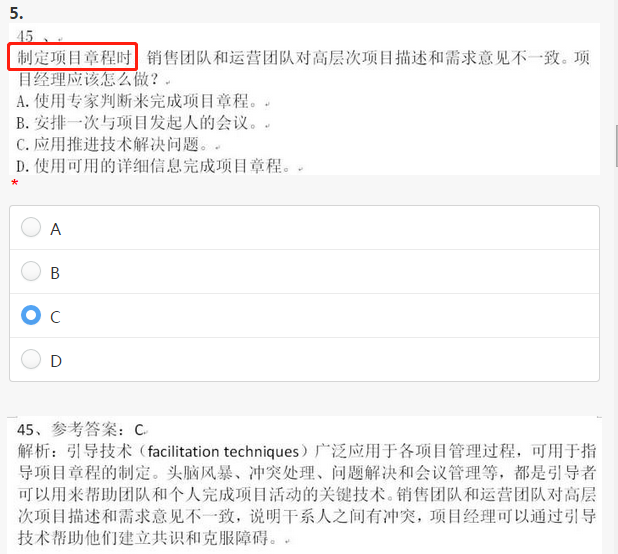 5.
45 、
制定项目章程时 销售团队和运营团队对高层次项目描述和需求意见不一致。项
目经理应该怎么做？
A.使用专家判断来完成项目章程。
B.安排一次与项目发起人的会议。
C.应用推进技术解决问题。
D.使用可用的详细信息完成项目章程。
*
A
B
C
D
45、参考答案：C
解析：引导技术（facilitation techniques）广泛应用于各项目管理过程，可用于指
导项目章程的制定。头脑风暴、冲突处理、问题解决和会议管理等，都是引导者
可以用来帮助团队和个人完成项目活动的关键技术。销售团队和运营团队对高层
次项目描述和需求意见不一致，说明干系人之间有冲突，项目经理可以通过引导
技术帮助他们建立共识和克服障碍。